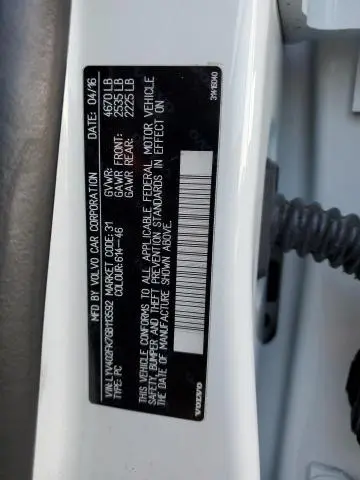 MFD BY VOLVO CAR CORPORATION DATE: 04/16
VIN: LYV402FK7GB113592 MARKET CODE: 31 GVWR: 4670 LB
TYPE: PC COLOUR: 614-46 GAWR FRONT: 2535 LB
GAWR REAR: 2225 LB
THIS VEHICLE CONFORMS TO ALL APPLICABLE FEDERAL MOTOR VEHICLE
SAFETY, BUMPER AND THEFT PREVENTION STANDARDS IN EFFECT ON
THE DATE OF MANUFACTURE SHOWN ABOVE.
VOLVO 31416040